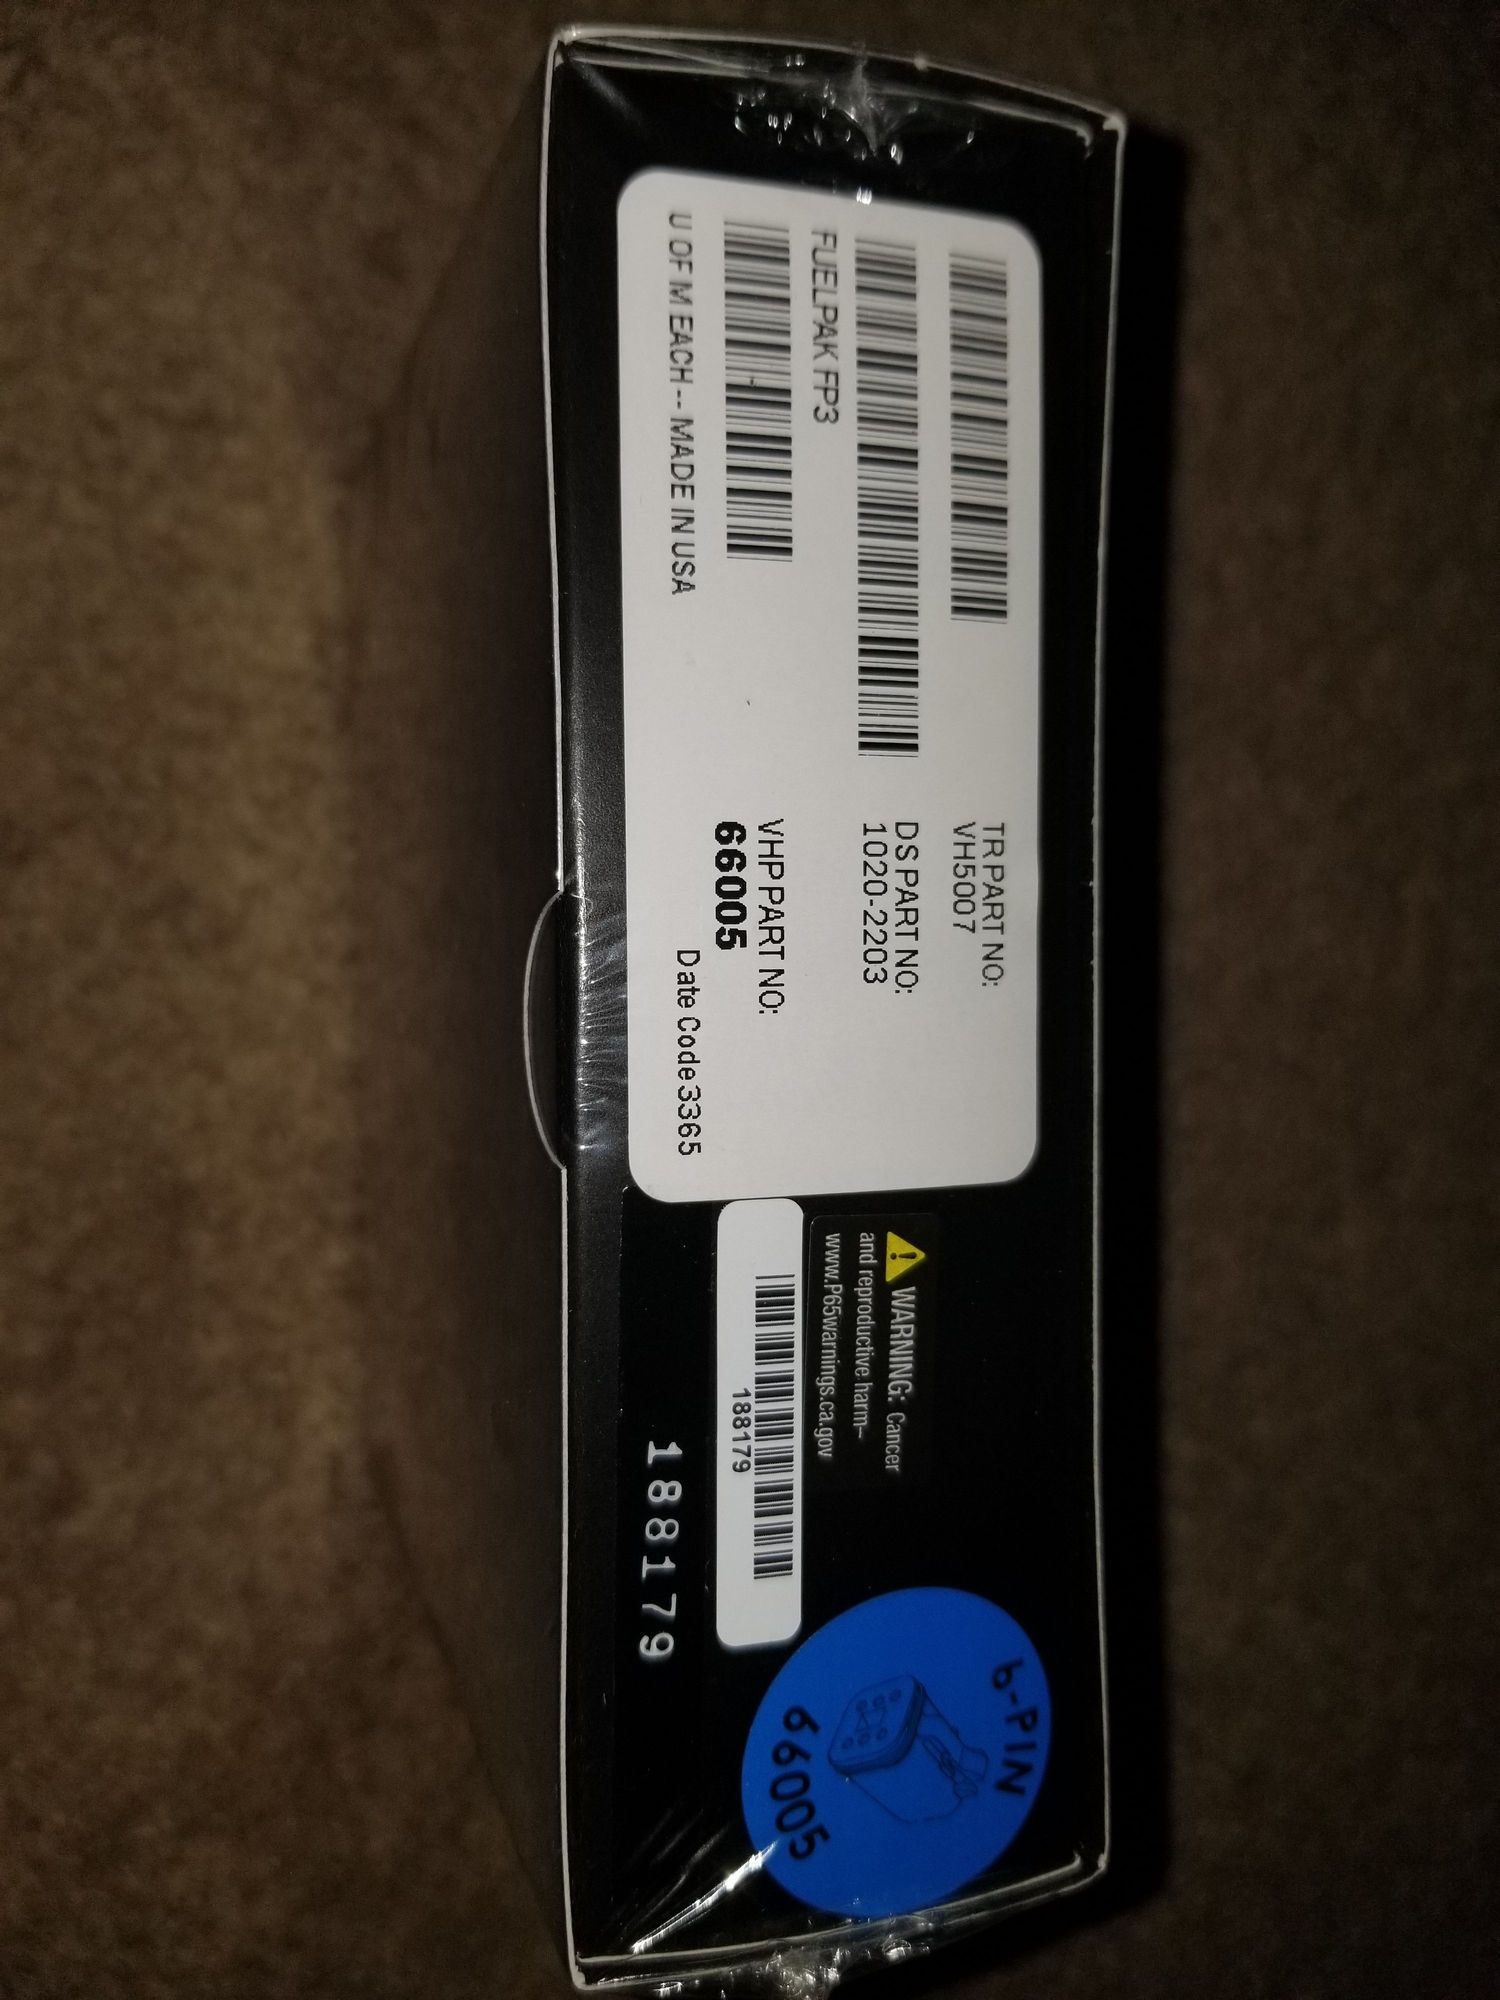 TR PART NO:
VH5007
DS PART NO:
1020-2203
FUELPAK FP3
VHP PART NO:
66005
U OF M EACH -- MADE IN USA
Date Code 3365
WARNING: Cancer
and reproductive harm-
www.P65warnings.ca.gov
188179
188179
6-PIN
66005